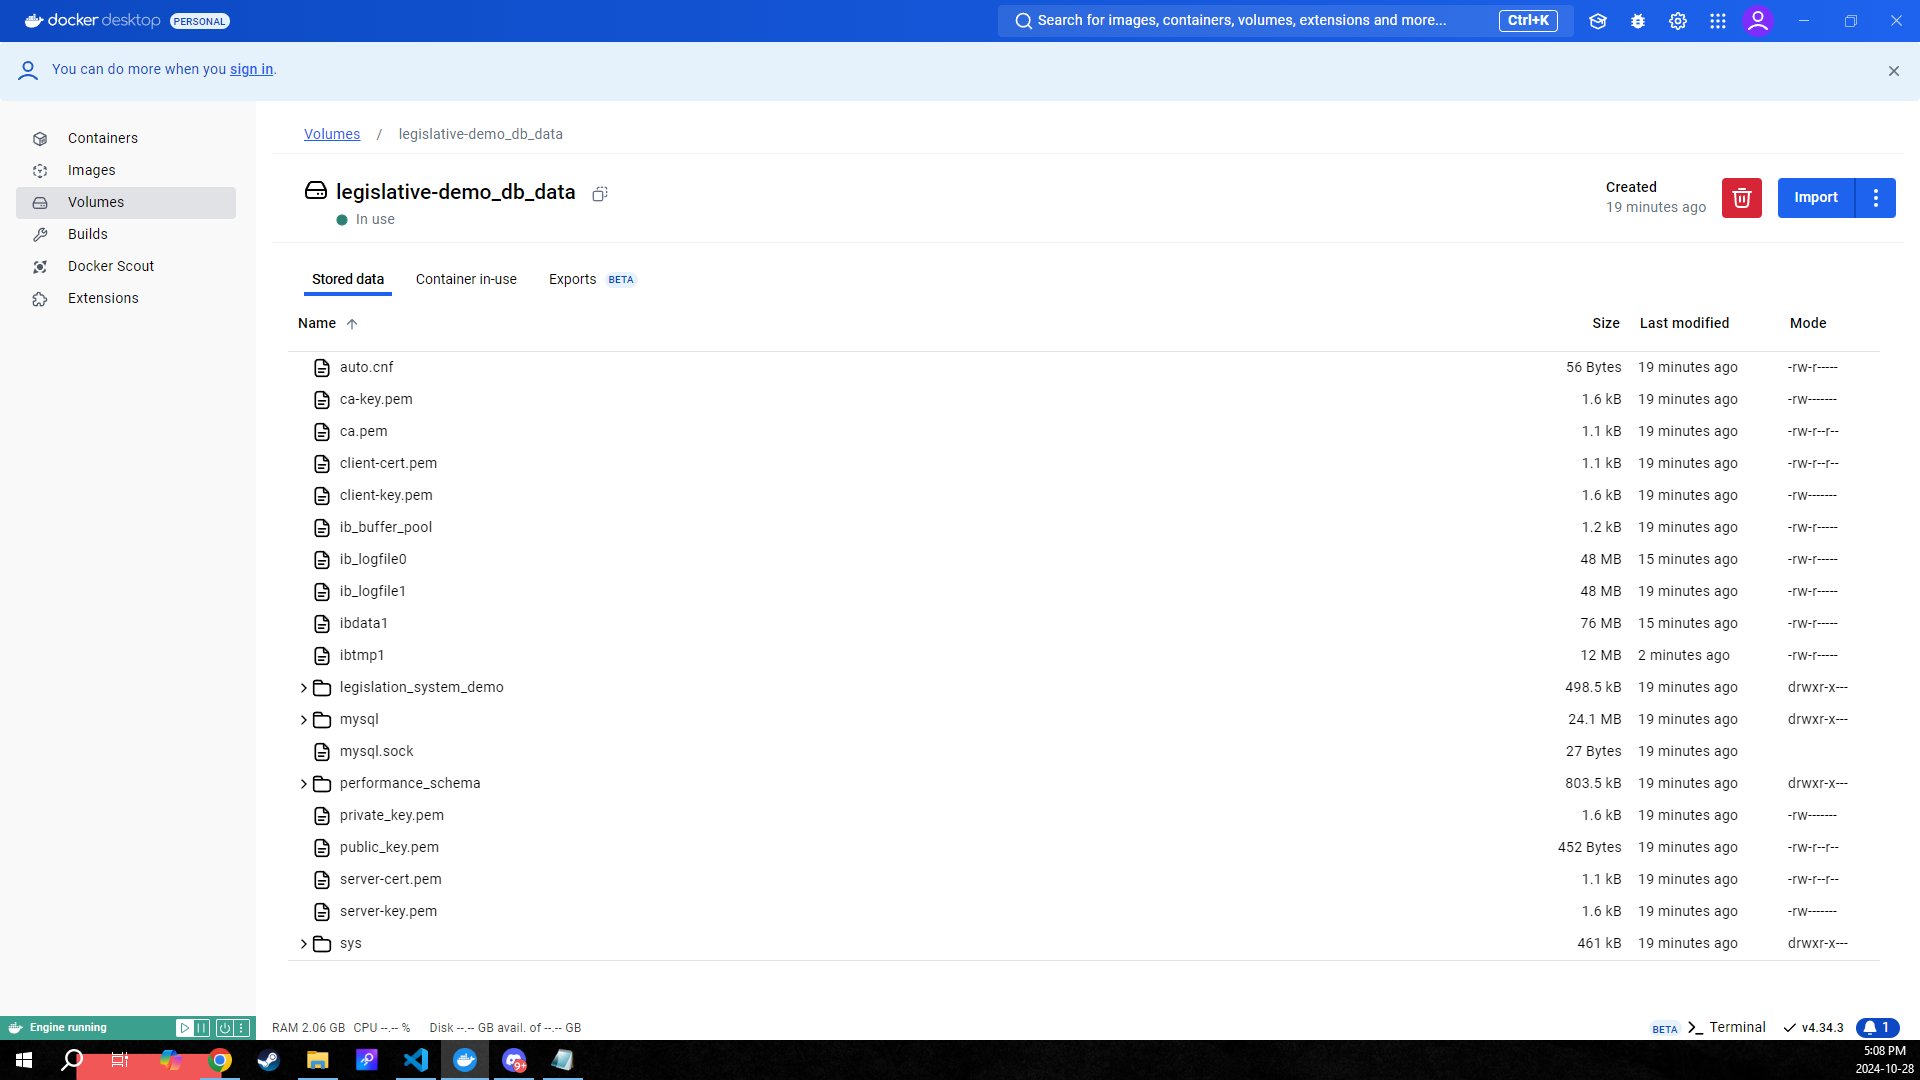 docker desktop PERSONAL
Search for images, containers, volumes, extensions and more... Ctrl+K
You can do more when you sign in.
Containers
Images
Volumes
Builds
Docker Scout
Extensions
Volumes / legislative-demo_db_data
legislative-demo_db_data
In use
Created
19 minutes ago
Import
Stored data Container in-use Exports BETA
Name Size Last modified Mode
auto.cnf 56 Bytes 19 minutes ago -rw-r-----
ca-key.pem 1.6 kB 19 minutes ago -rw-------
ca.pem 1.1 kB 19 minutes ago -rw-r--r--
client-cert.pem 1.1 kB 19 minutes ago -rw-r--r--
client-key.pem 1.6 kB 19 minutes ago -rw-------
ib_buffer_pool 1.2 kB 19 minutes ago -rw-r-----
ib_logfile0 48 MB 15 minutes ago -rw-r-----
ib_logfile1 48 MB 19 minutes ago -rw-r-----
ibdata1 76 MB 15 minutes ago -rw-r-----
ibtmp1 12 MB 2 minutes ago -rw-r-----
legislation_system_demo 498.5 kB 19 minutes ago drwxr-x---
mysql 24.1 MB 19 minutes ago drwxr-x---
mysql.sock 27 Bytes 19 minutes ago
performance_schema 803.5 kB 19 minutes ago drwxr-x---
private_key.pem 1.6 kB 19 minutes ago -rw-------
public_key.pem 452 Bytes 19 minutes ago -rw-r--r--
server-cert.pem 1.1 kB 19 minutes ago -rw-r--r--
server-key.pem 1.6 kB 19 minutes ago -rw-------
sys 461 kB 19 minutes ago drwxr-x---
Engine running RAM 2.06 GB CPU --.-- % Disk --.-- GB avail. of --.-- GB BETA >_ Terminal v4.34.3 1
9+
5:08 PM
2024-10-28